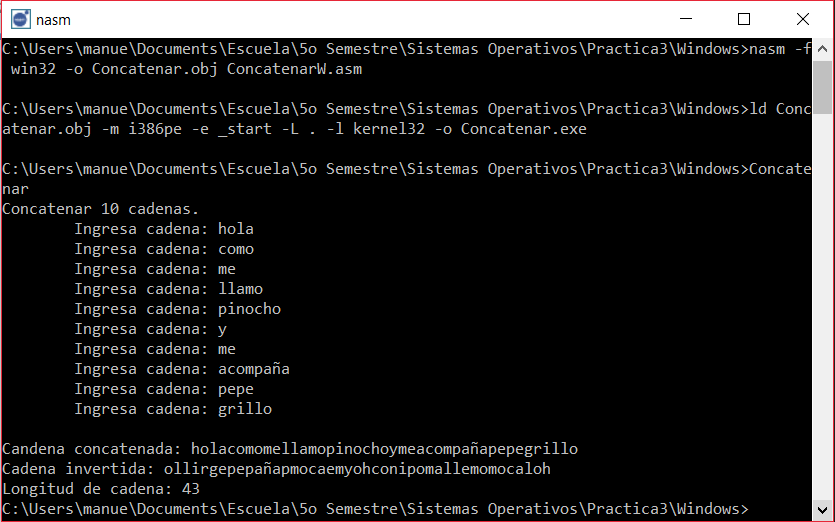 nasm
C:\Users\manue\Documents\Escuela\5o Semestre\Sistemas Operativos\Practica3\Windows>nasm -f
 win32 -o Concatenar.obj ConcatenarW.asm
C:\Users\manue\Documents\Escuela\5o Semestre\Sistemas Operativos\Practica3\Windows>ld Conc
atenar.obj -m i386pe -e _start -L . -l kernel32 -o Concatenar.exe
C:\Users\manue\Documents\Escuela\5o Semestre\Sistemas Operativos\Practica3\Windows>Concate
nar
Concatenar 10 cadenas.
Ingresa cadena: hola
Ingresa cadena: como
Ingresa cadena: me
Ingresa cadena: llamo
Ingresa cadena: pinocho
Ingresa cadena: y
Ingresa cadena: me
Ingresa cadena: acompaña
Ingresa cadena: pepe
Ingresa cadena: grillo
Candena concatenada: holacomomellamopinochoymeacompañapepegrillo
Cadena invertida: ollirgepepañapmocaemyohconipomallemomocaloh
Longitud de cadena: 43
C:\Users\manue\Documents\Escuela\5o Semestre\Sistemas Operativos\Practica3\Windows>